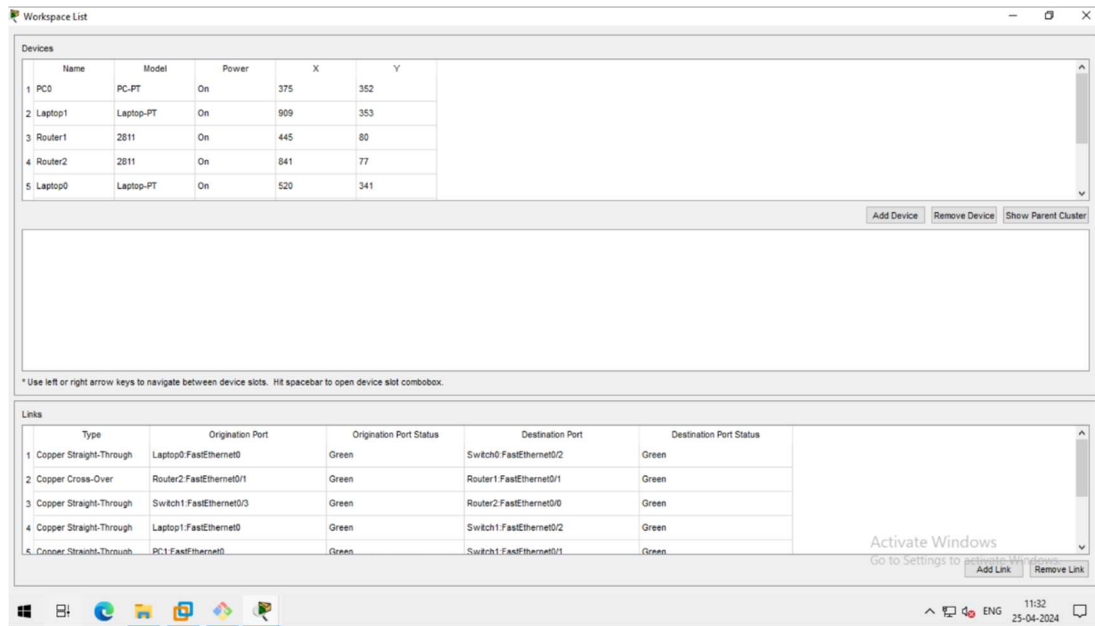 Workspace List
Devices
Name Model Power X Y
1 PC0 PC-PT On 375 352
2 Laptop1 Laptop-PT On 909 353
3 Router1 2811 On 445 80
4 Router2 2811 On 841 77
5 Laptop0 Laptop-PT On 520 341
Add Device Remove Device Show Parent Cluster
* Use left or right arrow keys to navigate between device slots. Hit spacebar to open device slot combobox.
Links
Type Origination Port Origination Port Status Destination Port Destination Port Status
1 Copper Straight-Through Laptop0:FastEthernet0 Green Switch0:FastEthernet0/2 Green
2 Copper Cross-Over Router2:FastEthernet0/1 Green Router1:FastEthernet0/1 Green
3 Copper Straight-Through Switch1:FastEthernet0/3 Green Router2:FastEthernet0/0 Green
4 Copper Straight-Through Laptop1:FastEthernet0 Green Switch1:FastEthernet0/2 Green
5 Copper Straight-Through PC1:FastEthernet0 Green Switch1:FastEthernet0/1 Green
Activate Windows
Go to Settings to activate Windows.
Add Link Remove Link
ENG 11:32
25-04-2024